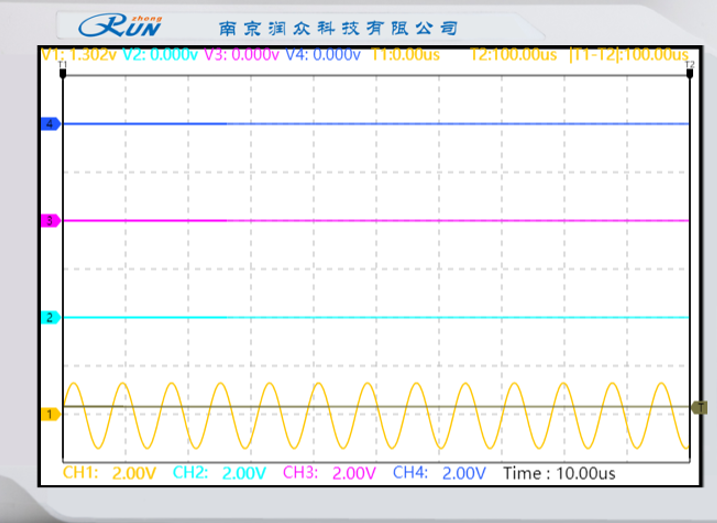 RUN zhong 南京润众科技有限公司
V1: 1.302v V2: 0.000v V3: 0.000v V4: 0.000v T1:0.00us T2:100.00us |T1-T2|:100.00us
T1 T2
4
3
2
1 T
CH1: 2.00V CH2: 2.00V CH3: 2.00V CH4: 2.00V Time : 10.00us